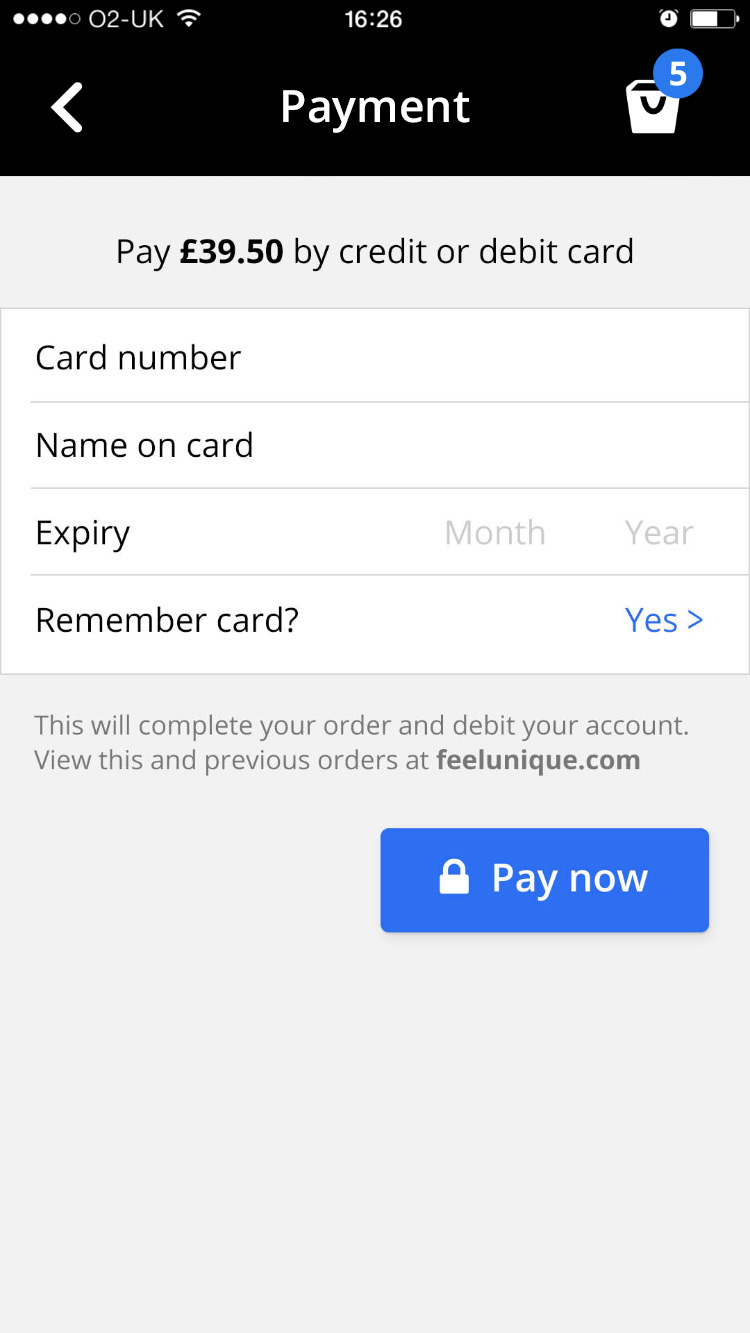 O2-UK 16:26
Payment 5
Pay £39.50 by credit or debit card
Card number
Name on card
Expiry Month Year
Remember card? Yes >
This will complete your order and debit your account.
View this and previous orders at feelunique.com
Pay now